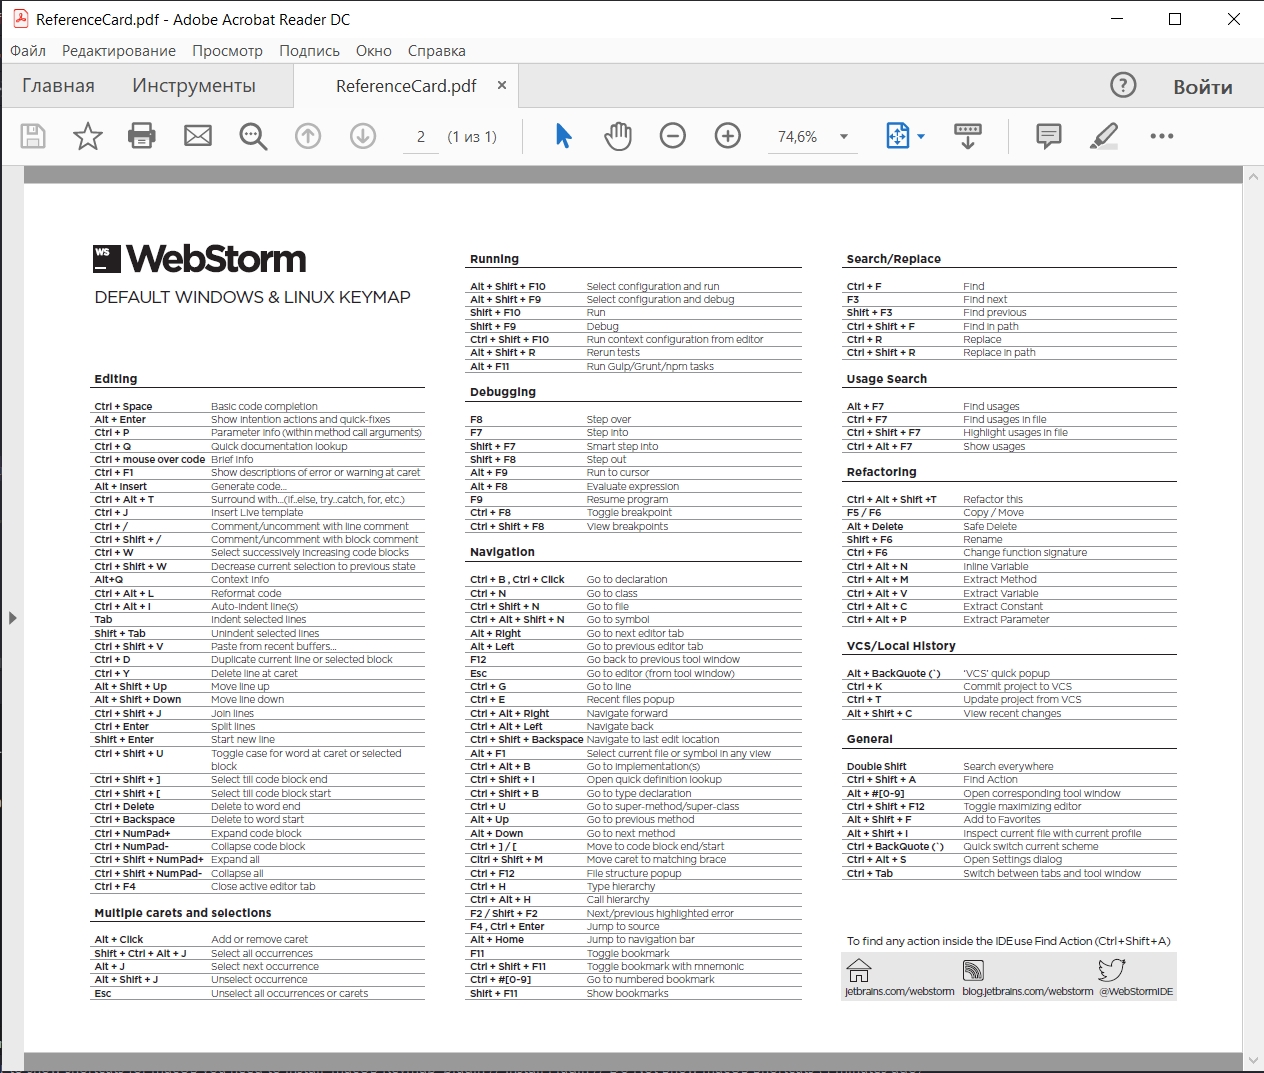 ReferenceCard.pdf - Adobe Acrobat Reader DC
Файл Редактирование Просмотр Подпись Окно Справка
Главная Инструменты ReferenceCard.pdf × ? Войти
2 (1 из 1) 74,6%
WS WebStorm
DEFAULT WINDOWS & LINUX KEYMAP
Editing
Ctrl + Space Basic code completion
Alt + Enter Show intention actions and quick-fixes
Ctrl + P Parameter info (within method call arguments)
Ctrl + Q Quick documentation lookup
Ctrl + mouse over code Brief Info
Ctrl + F1 Show descriptions of error or warning at caret
Alt + Insert Generate code...
Ctrl + Alt + T Surround with...(if..else, try..catch, for, etc.)
Ctrl + J Insert Live template
Ctrl + / Comment/uncomment with line comment
Ctrl + Shift + / Comment/uncomment with block comment
Ctrl + W Select successively increasing code blocks
Ctrl + Shift + W Decrease current selection to previous state
Alt+Q Context info
Ctrl + Alt + L Reformat code
Ctrl + Alt + I Auto-indent line(s)
Tab Indent selected lines
Shift + Tab Unindent selected lines
Ctrl + Shift + V Paste from recent buffers...
Ctrl + D Duplicate current line or selected block
Ctrl + Y Delete line at caret
Alt + Shift + Up Move line up
Alt + Shift + Down Move line down
Ctrl + Shift + J Join lines
Ctrl + Enter Split lines
Shift + Enter Start new line
Ctrl + Shift + U Toggle case for word at caret or selected
block
Ctrl + Shift + ] Select till code block end
Ctrl + Shift + [ Select till code block start
Ctrl + Delete Delete to word end
Ctrl + Backspace Delete to word start
Ctrl + NumPad+ Expand code block
Ctrl + NumPad- Collapse code block
Ctrl + Shift + NumPad+ Expand all
Ctrl + Shift + NumPad- Collapse all
Ctrl + F4 Close active editor tab
Multiple carets and selections
Alt + Click Add or remove caret
Shift + Ctrl + Alt + J Select all occurrences
Alt + J Select next occurrence
Alt + Shift + J Unselect occurrence
Esc Unselect all occurrences or carets
Running
Alt + Shift + F10 Select configuration and run
Alt + Shift + F9 Select configuration and debug
Shift + F10 Run
Shift + F9 Debug
Ctrl + Shift + F10 Run context configuration from editor
Alt + Shift + R Rerun tests
Alt + F11 Run Gulp/Grunt/npm tasks
Debugging
F8 Step over
F7 Step into
Shift + F7 Smart step into
Shift + F8 Step out
Alt + F9 Run to cursor
Alt + F8 Evaluate expression
F9 Resume program
Ctrl + F8 Toggle breakpoint
Ctrl + Shift + F8 View breakpoints
Navigation
Ctrl + B , Ctrl + Click Go to declaration
Ctrl + N Go to class
Ctrl + Shift + N Go to file
Ctrl + Alt + Shift + N Go to symbol
Alt + Right Go to next editor tab
Alt + Left Go to previous editor tab
F12 Go back to previous tool window
Esc Go to editor (from tool window)
Ctrl + G Go to line
Ctrl + E Recent files popup
Ctrl + Alt + Right Navigate forward
Ctrl + Alt + Left Navigate back
Ctrl + Shift + Backspace Navigate to last edit location
Alt + F1 Select current file or symbol in any view
Ctrl + Alt + B Go to implementation(s)
Ctrl + Shift + I Open quick definition lookup
Ctrl + Shift + B Go to type declaration
Ctrl + U Go to super-method/super-class
Alt + Up Go to previous method
Alt + Down Go to next method
Ctrl + ] / [ Move to code block end/start
Cltrl + Shift + M Move caret to matching brace
Ctrl + F12 File structure popup
Ctrl + H Type hierarchy
Ctrl + Alt + H Call hierarchy
F2 / Shift + F2 Next/previous highlighted error
F4 , Ctrl + Enter Jump to source
Alt + Home Jump to navigation bar
F11 Toggle bookmark
Ctrl + Shift + F11 Toggle bookmark with mnemonic
Ctrl + #[0-9] Go to numbered bookmark
Shift + F11 Show bookmarks
Search/Replace
Ctrl + F Find
F3 Find next
Shift + F3 Find previous
Ctrl + Shift + F Find in path
Ctrl + R Replace
Ctrl + Shift + R Replace in path
Usage Search
Alt + F7 Find usages
Ctrl + F7 Find usages in file
Ctrl + Shift + F7 Highlight usages in file
Ctrl + Alt + F7 Show usages
Refactoring
Ctrl + Alt + Shift +T Refactor this
F5 / F6 Copy / Move
Alt + Delete Safe Delete
Shift + F6 Rename
Ctrl + F6 Change function signature
Ctrl + Alt + N Inline Variable
Ctrl + Alt + M Extract Method
Ctrl + Alt + V Extract Variable
Ctrl + Alt + C Extract Constant
Ctrl + Alt + P Extract Parameter
VCS/Local History
Alt + BackQuote (`) 'VCS' quick popup
Ctrl + K Commit project to VCS
Ctrl + T Update project from VCS
Alt + Shift + C View recent changes
General
Double Shift Search everywhere
Ctrl + Shift + A Find Action
Alt + #[0-9] Open corresponding tool window
Ctrl + Shift + F12 Toggle maximizing editor
Alt + Shift + F Add to Favorites
Alt + Shift + I Inspect current file with current profile
Ctrl + BackQuote (`) Quick switch current scheme
Ctrl + Alt + S Open Settings dialog
Ctrl + Tab Switch between tabs and tool window
To find any action inside the IDE use Find Action (Ctrl+Shift+A)
jetbrains.com/webstorm blog.jetbrains.com/webstorm @WebStormIDE